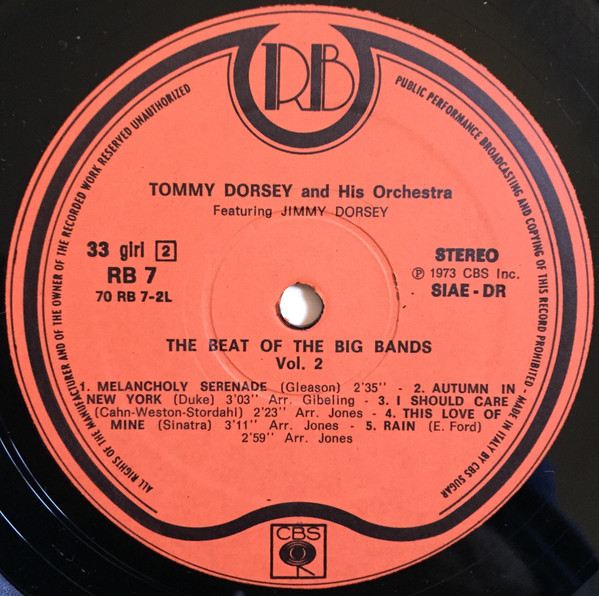 RB
ALL RIGHTS OF THE MANUFACTURER AND OF THE OWNER OF THE RECORDED WORK RESERVED UNAUTHORIZED
PUBLIC PERFORMANCE BROADCASTING AND COPYING OF THIS RECORD PROHIBITED - MADE IN ITALY BY CBS SUGAR
TOMMY DORSEY and His Orchestra
Featuring JIMMY DORSEY
33 giri 2
RB 7
70 RB 7-2L
STEREO
℗ 1973 CBS Inc.
SIAE - DR
THE BEAT OF THE BIG BANDS
Vol. 2
1. MELANCHOLY SERENADE (Gleason) 2'35'' - 2. AUTUMN IN
NEW YORK (Duke) 3'03'' Arr. Gibeling - 3. I SHOULD CARE
(Cahn-Weston-Stordahl) 2'23'' Arr. Jones - 4. THIS LOVE OF
MINE (Sinatra) 3'11'' Arr. Jones - 5. RAIN (E. Ford)
2'59'' Arr. Jones
CBS